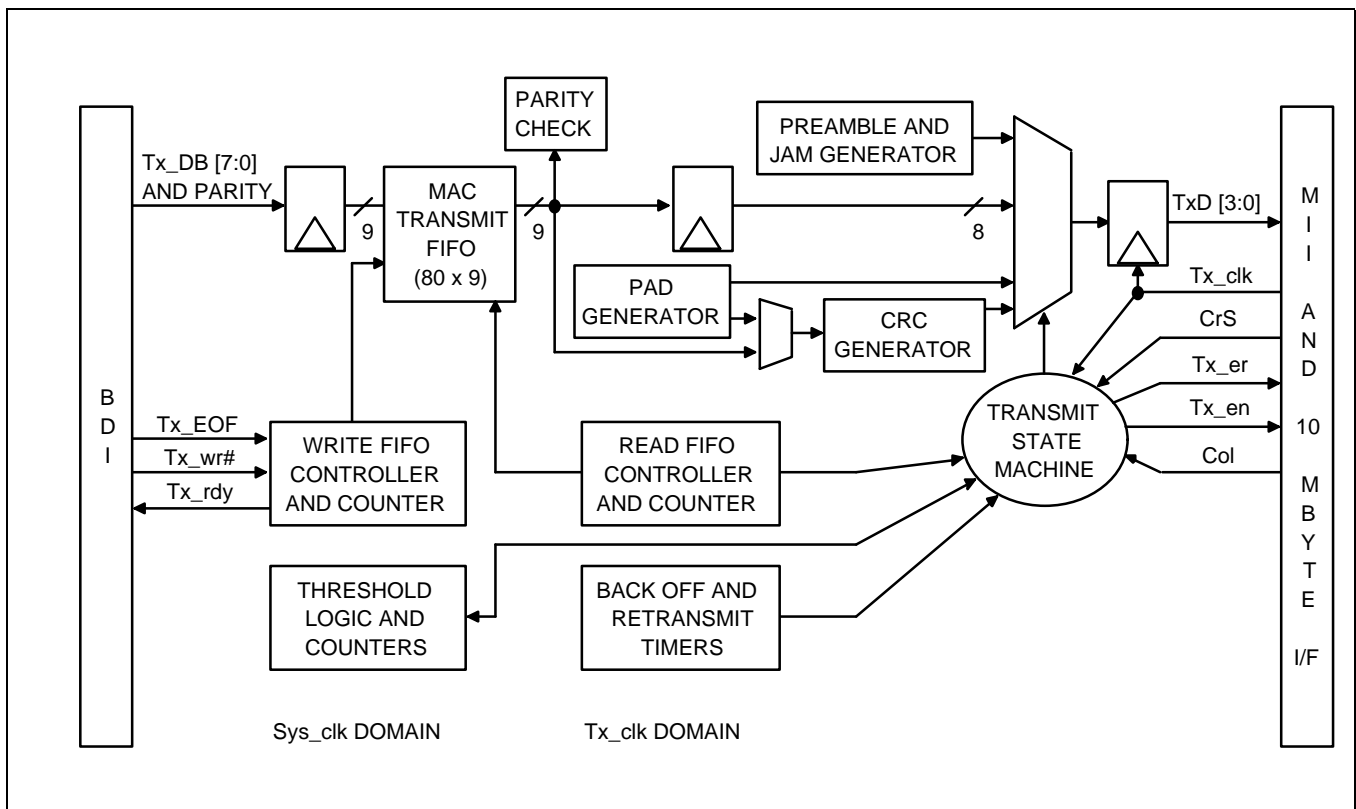 PARITY
CHECK
PREAMBLE AND
JAM GENERATOR
Tx_DB [7:0]
AND PARITY
9
MAC
TRANSMIT
FIFO
(80 x 9)
9
8
TxD [3:0]
Tx_clk
CrS
Tx_er
Tx_en
Col
PAD
GENERATOR
CRC
GENERATOR
B
D
I
Tx_EOF
Tx_wr#
Tx_rdy
WRITE FIFO
CONTROLLER
AND COUNTER
READ FIFO
CONTROLLER
AND COUNTER
TRANSMIT
STATE
MACHINE
THRESHOLD
LOGIC AND
COUNTERS
BACK OFF AND
RETRANSMIT
TIMERS
M
I
I
A
N
D
10
M
B
Y
T
E
I/F
Sys_clk DOMAIN
Tx_clk DOMAIN